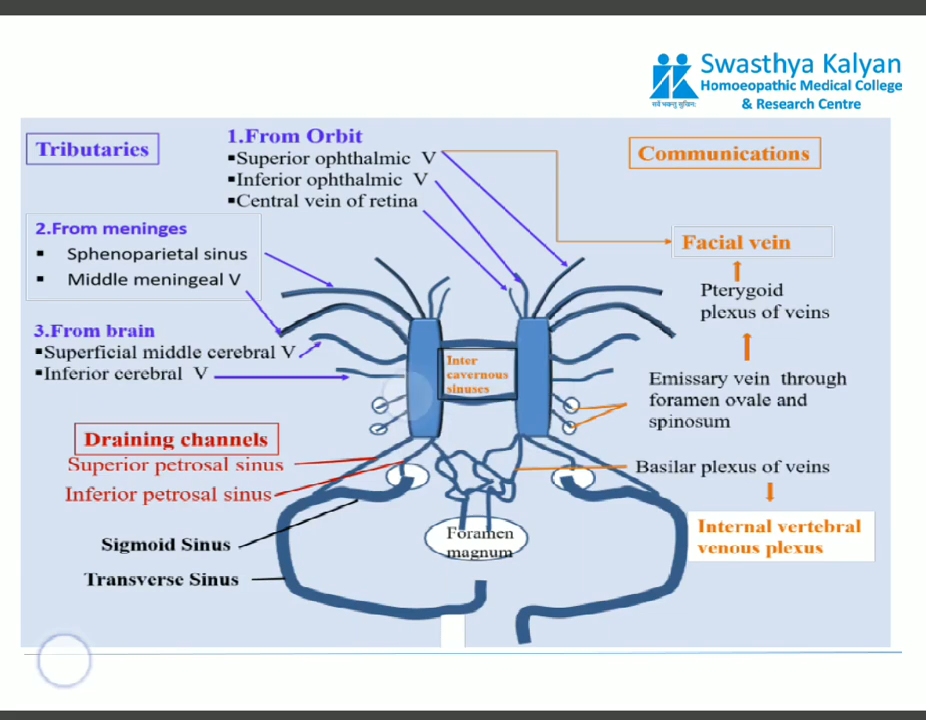 Swasthya Kalyan
Homoeopathic Medical College
& Research Centre
सर्वे भवन्तु सुखिनः
Tributaries
1.From Orbit
▪Superior ophthalmic V
▪Inferior ophthalmic V
▪Central vein of retina
Communications
2.From meninges
▪ Sphenoparietal sinus
▪ Middle meningeal V
3.From brain
▪Superficial middle cerebral V
▪Inferior cerebral V
Inter
cavernous
sinuses
Facial vein
Pterygoid
plexus of veins
Emissary vein through
foramen ovale and
spinosum
Basilar plexus of veins
Internal vertebral
venous plexus
Draining channels
Superior petrosal sinus
Inferior petrosal sinus
Sigmoid Sinus
Transverse Sinus
Foramen
magnum